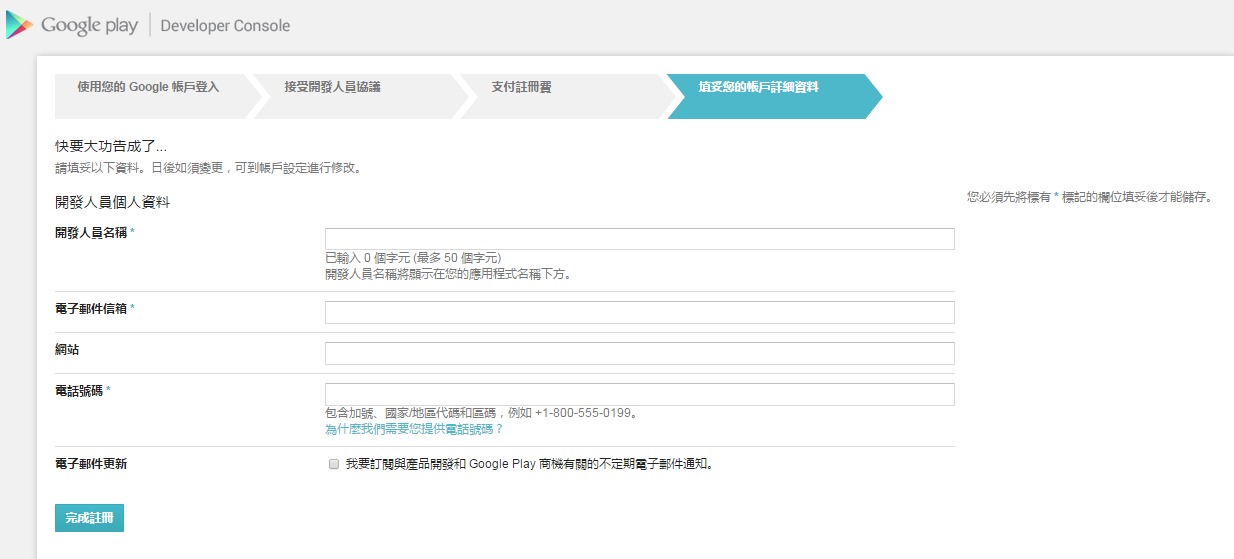 Google play Developer Console
使用您的 Google 帳戶登入 接受開發人員協議 支付註冊費 填妥您的帳戶詳細資料
快要大功告成了...
請填妥以下資料。日後如須變更，可到帳戶設定進行修改。
開發人員個人資料
您必須先將標有 * 標記的欄位填妥後才能儲存。
開發人員名稱 *
已輸入 0 個字元 (最多 50 個字元)
開發人員名稱將顯示在您的應用程式名稱下方。
電子郵件信箱 *
網站
電話號碼 *
包含加號、國家/地區代碼和區碼，例如 +1-800-555-0199。
為什麼我們需要您提供電話號碼？
電子郵件更新
我要訂閱與產品開發和 Google Play 商機有關的不定期電子郵件通知。
完成註冊